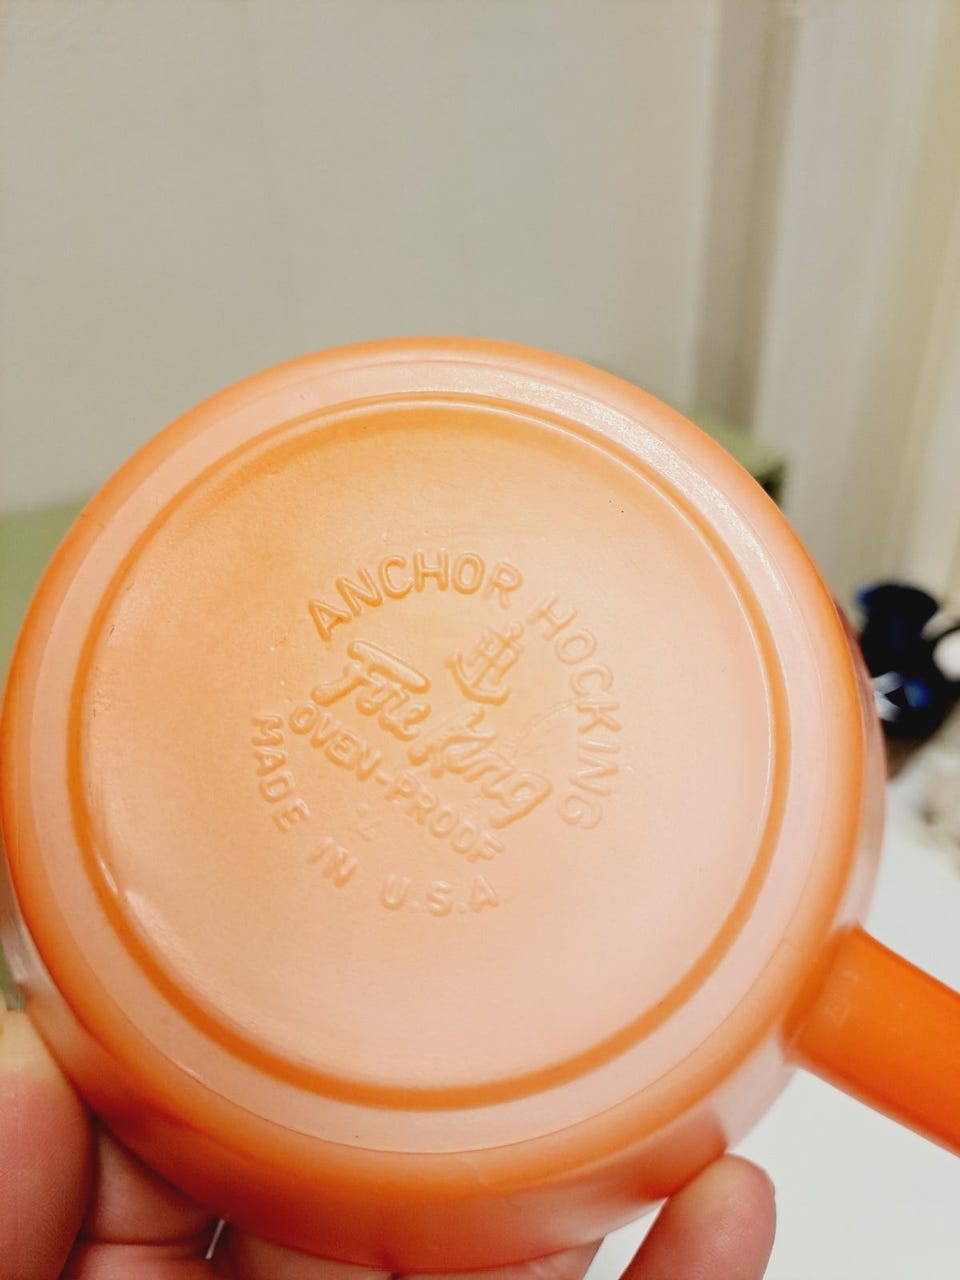 ANCHOR HOCKING
Fire King
OVEN-PROOF
MADE IN U.S.A